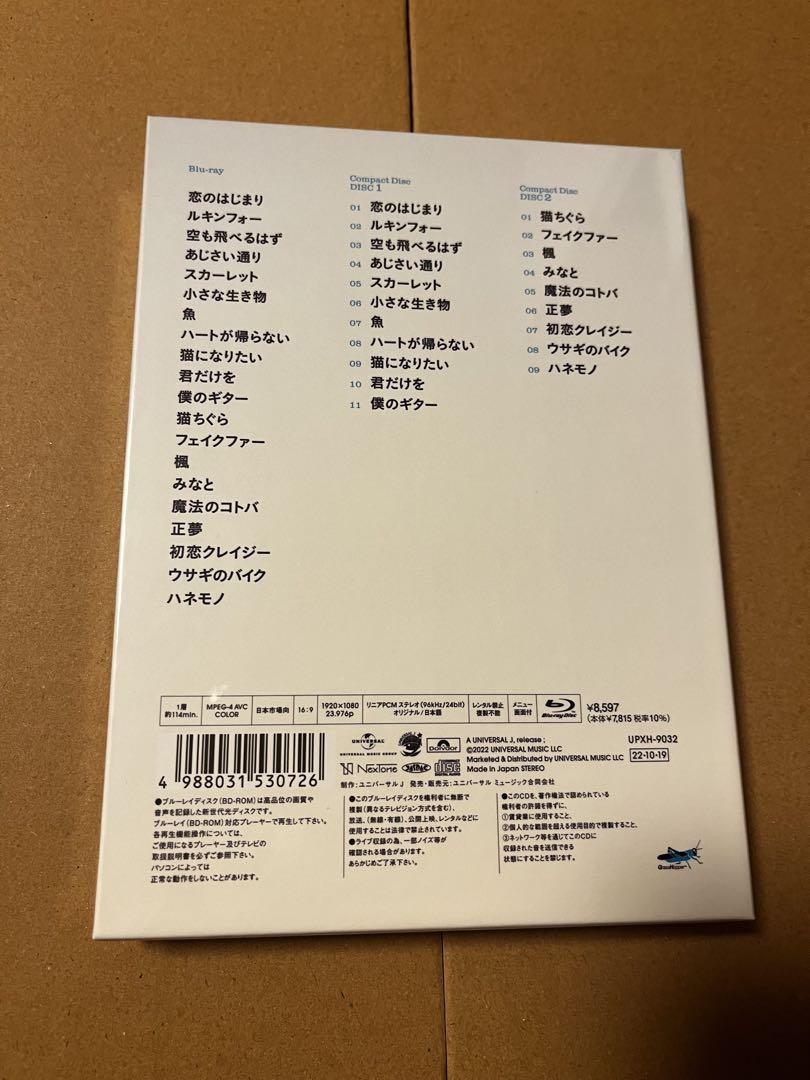 Blu-ray
恋のはじまり
ルキンフォー
空も飛べるはず
あじさい通り
スカーレット
小さな生き物
魚
ハートが帰らない
猫になりたい
君だけを
僕のギター
猫ちぐら
フェイクファー
楓
みなと
魔法のコトバ
正夢
初恋クレイジー
ウサギのバイク
ハネモノ
Compact Disc
DISC 1
01 恋のはじまり
02 ルキンフォー
03 空も飛べるはず
04 あじさい通り
05 スカーレット
06 小さな生き物
07 魚
08 ハートが帰らない
09 猫になりたい
10 君だけを
11 僕のギター
Compact Disc
DISC 2
01 猫ちぐら
02 フェイクファー
03 楓
04 みなと
05 魔法のコトバ
06 正夢
07 初恋クレイジー
08 ウサギのバイク
09 ハネモノ
1層
約114min.
MPEG-4 AVC
COLOR
日本市場向
16:9
1920×1080
23.976p
リニアPCM ステレオ(96kHz/24bit)
オリジナル/日本語
レンタル禁止
複製不能
メニュー
画面付
Blu-ray Disc
¥8,597
(本体¥7,815 税率10%)
4 988031 530726
UNIVERSAL
UNIVERSAL MUSIC GROUP
polydor
NexTone
disc
DIGITAL AUDIO
A UNIVERSAL J, release ;
©2022 UNIVERSAL MUSIC LLC
Marketed & Distributed by UNIVERSAL MUSIC LLC
Made in Japan STEREO
UPXH-9032
22-10-19
制作:ユニバーサル J 発売・販売元:ユニバーサル ミュージック合同会社
●ブルーレイディスク(BD-ROM)は高品位の画質や
音声を記録した新世代光ディスクです。
ブルーレイ(BD-ROM)対応プレーヤーで再生して下さい。
各再生機能操作については、
ご使用になるプレーヤー及びテレビの
取扱説明書を必ずご参照下さい。
パソコンによっては
正常な動作をしないことがあります。
●このブルーレイディスクを権利者に無断で
複製(異なるテレビジョン方式を含む)、
放送、(無線・有線)、公開上映、レンタルなどに
使用することは法律で禁止されています。
●ライブ収録の為、一部ノイズ等が
確認される場合があります。
あらかじめご了承下さい。
●このCDを、著作権法で認められている
権利者の許諾を得ずに、
①賃貸業に使用すること、
②個人的な範囲を超える使用目的で複製すること、
③ネットワーク等を通じてこのCDに
収録された音を送信できる
状態にすることを禁じます。
GrassHopper